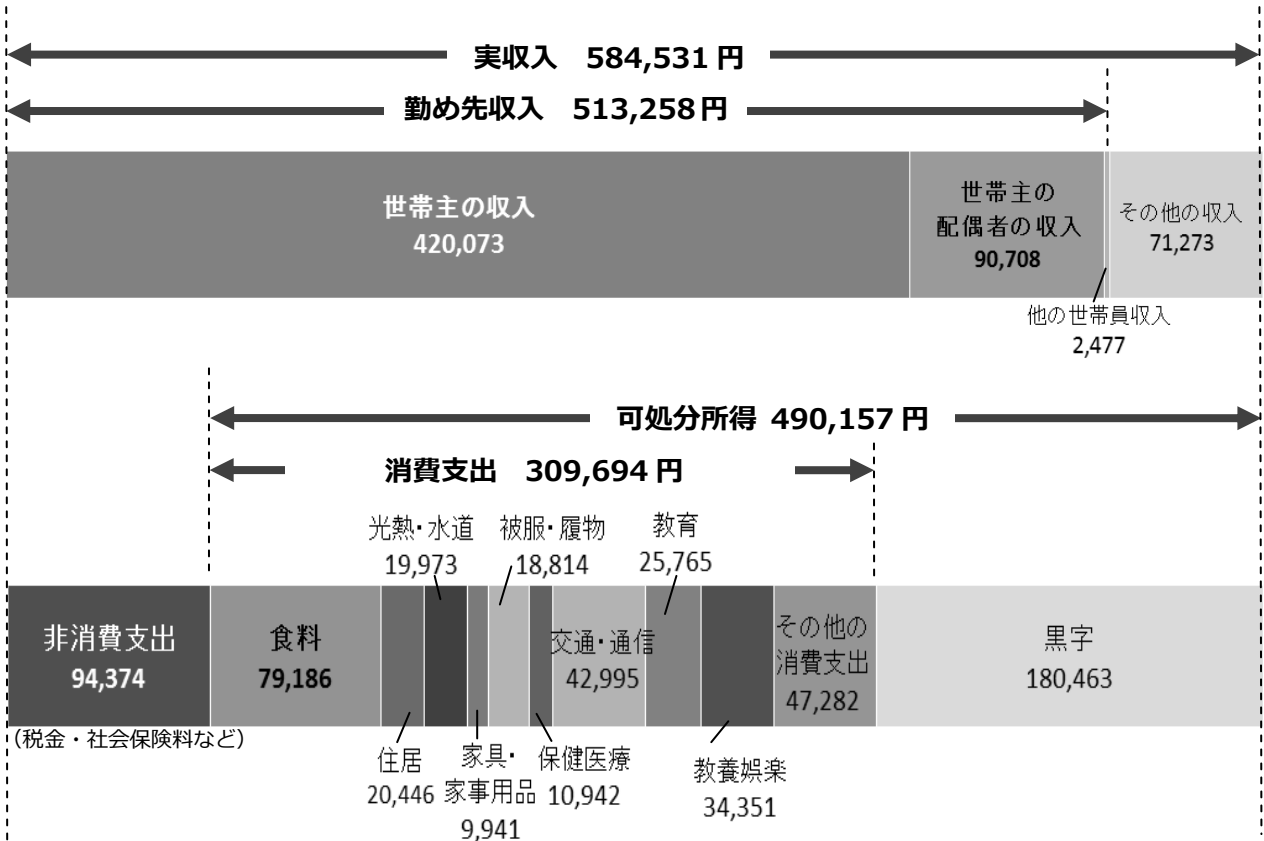 実収入 584,531 円
勤め先収入 513,258 円
世帯主の収入
420,073
世帯主の
配偶者の収入
90,708
その他の収入
71,273
他の世帯員収入
2,477
可処分所得 490,157 円
消費支出 309,694 円
光熱・水道
19,973
被服・履物
18,814
教育
25,765
非消費支出
94,374
食料
79,186
交通・通信
42,995
その他の
消費支出
47,282
黒字
180,463
(税金・社会保険料など)
住居
20,446
家具・
家事用品
9,941
保健医療
10,942
教養娯楽
34,351